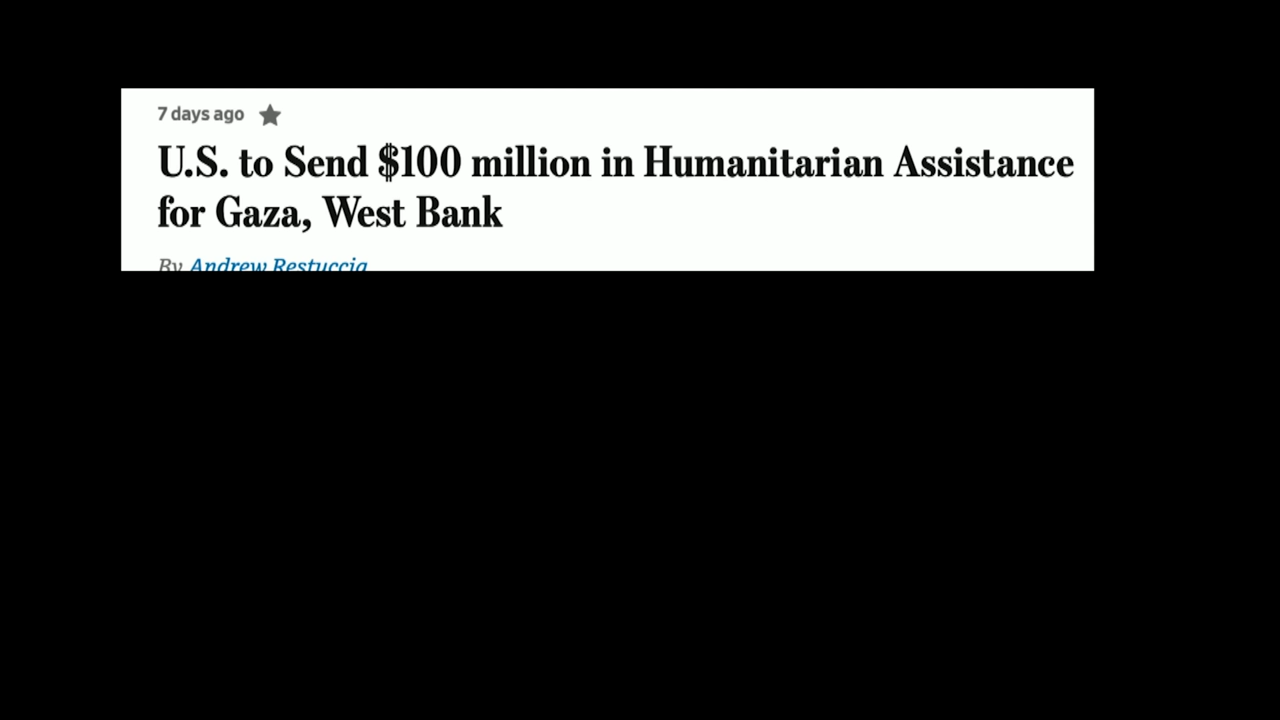 7 days ago
U.S. to Send $100 million in Humanitarian Assistance
for Gaza, West Bank
By Andrew Restuccia